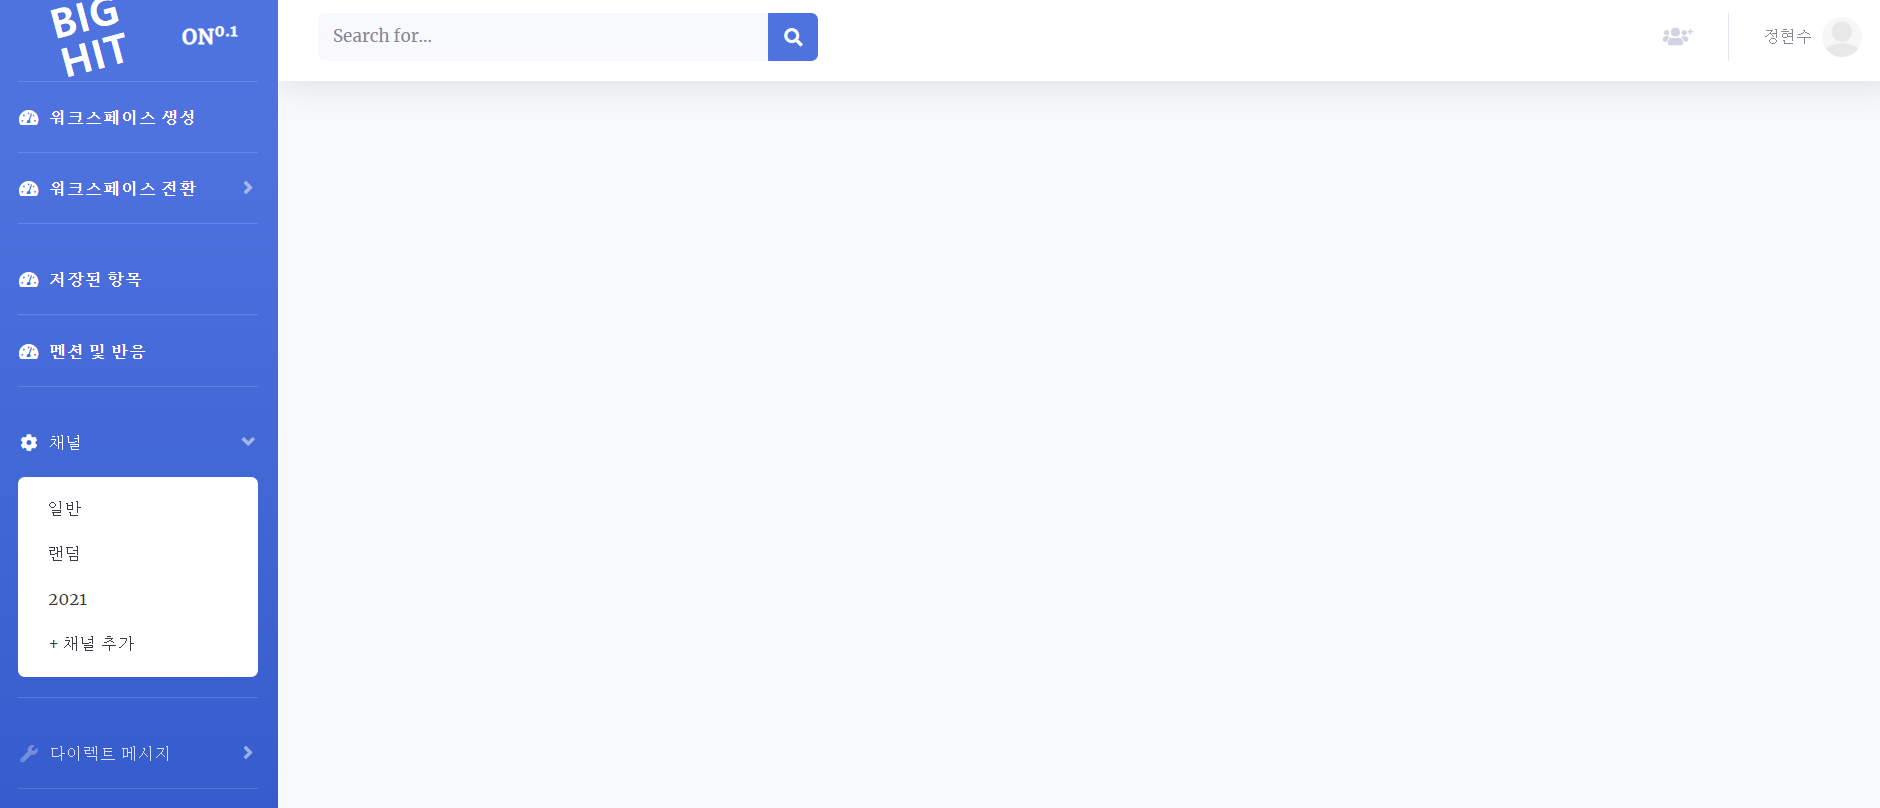 BIG
HIT
ON0.1
Search for...
정현수
워크스페이스 생성
워크스페이스 전환
저장된 항목
멘션 및 반응
채널
일반
랜덤
2021
+ 채널 추가
다이렉트 메시지